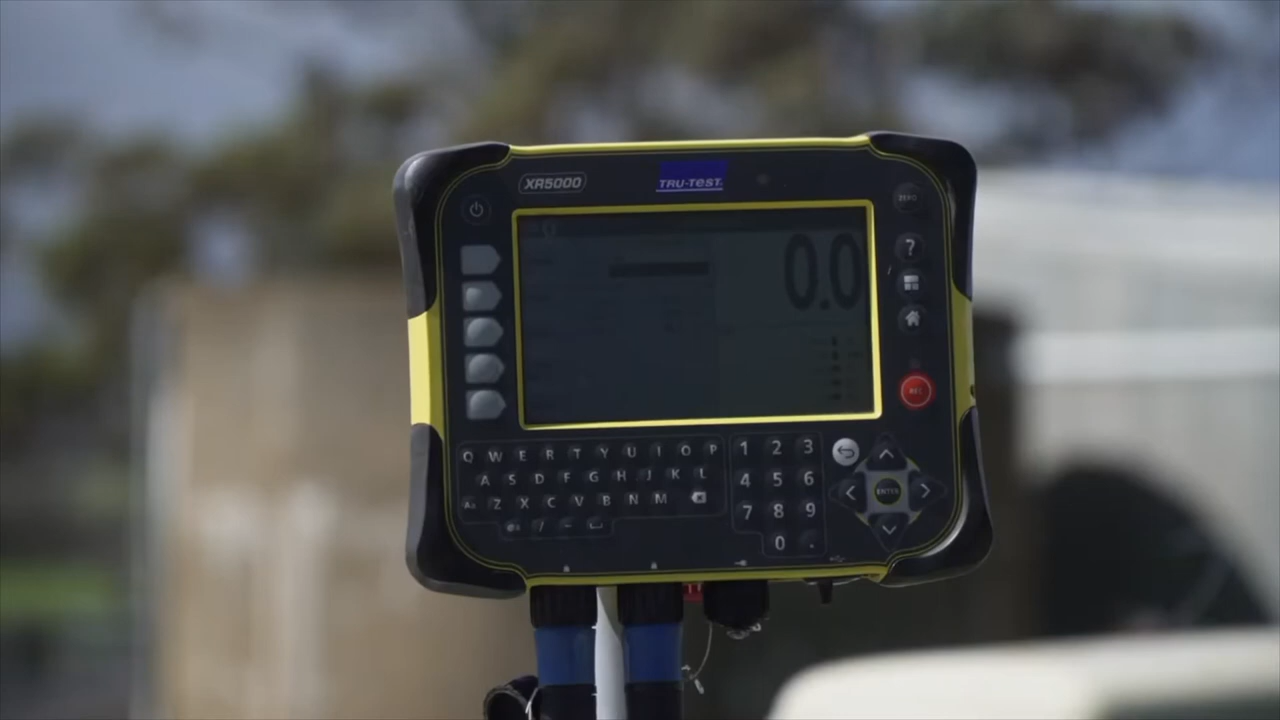 XR5000
TRU-TEST
ZERO
0.0
?
REC
Q W E R T Y U I O P
A S D F G H J K L
Z X C V B N M
1 2 3
4 5 6
7 8 9
0 .
ENTER